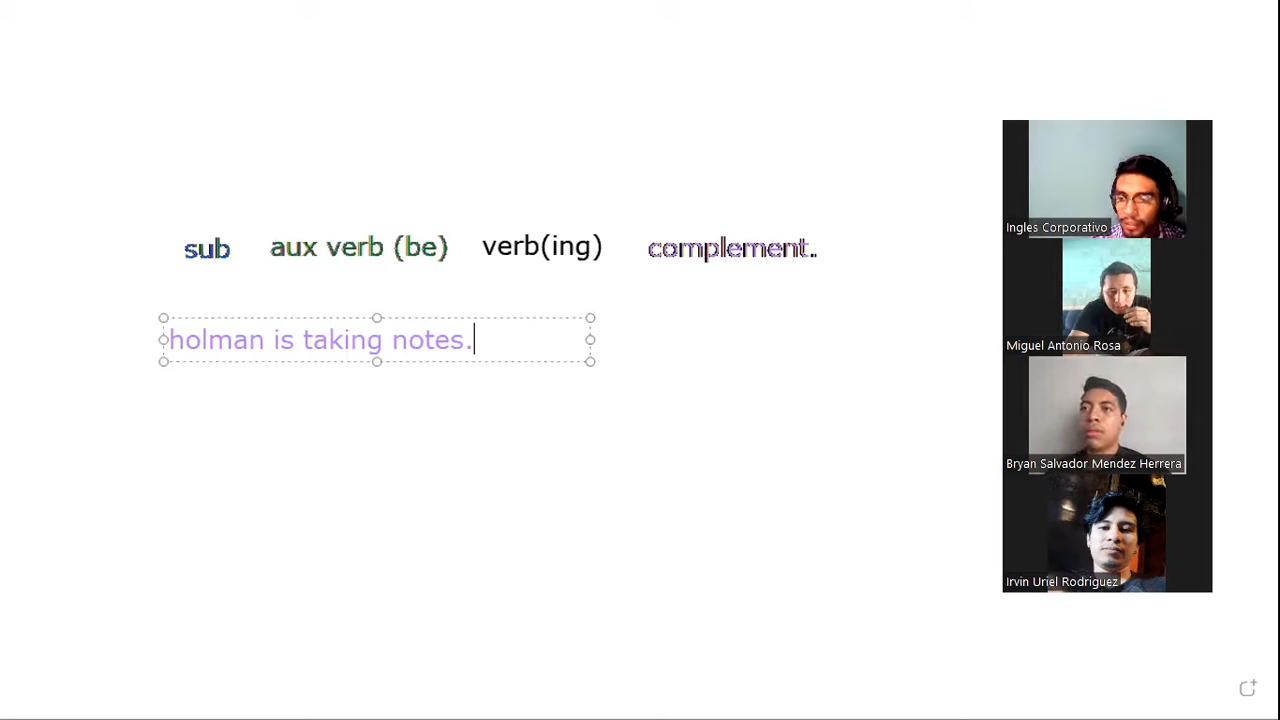 sub aux verb (be) verb(ing) complement.
holman is taking notes.
Ingles Corporativo
Miguel Antonio Rosa
Bryan Salvador Mendez Herrera
Irvin Uriel Rodriguez